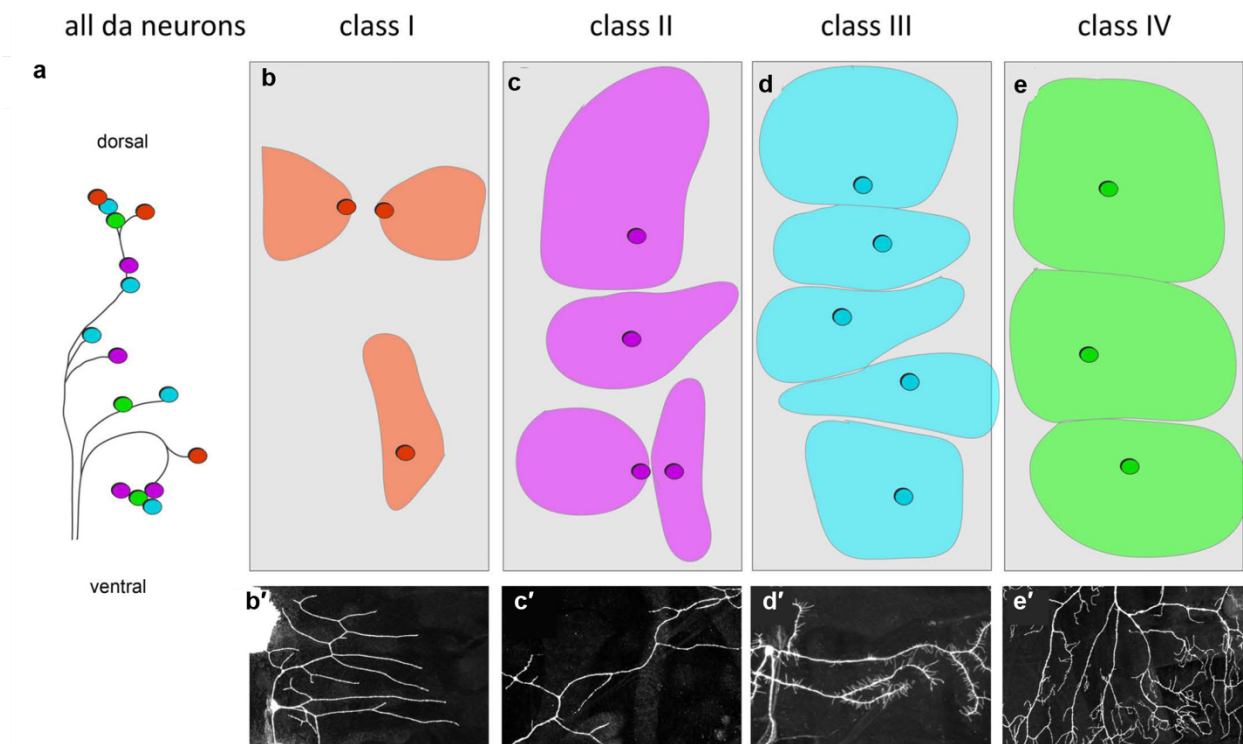 all da neurons class I class II class III class IV
a b c d e
dorsal
ventral
b′ c′ d′ e′